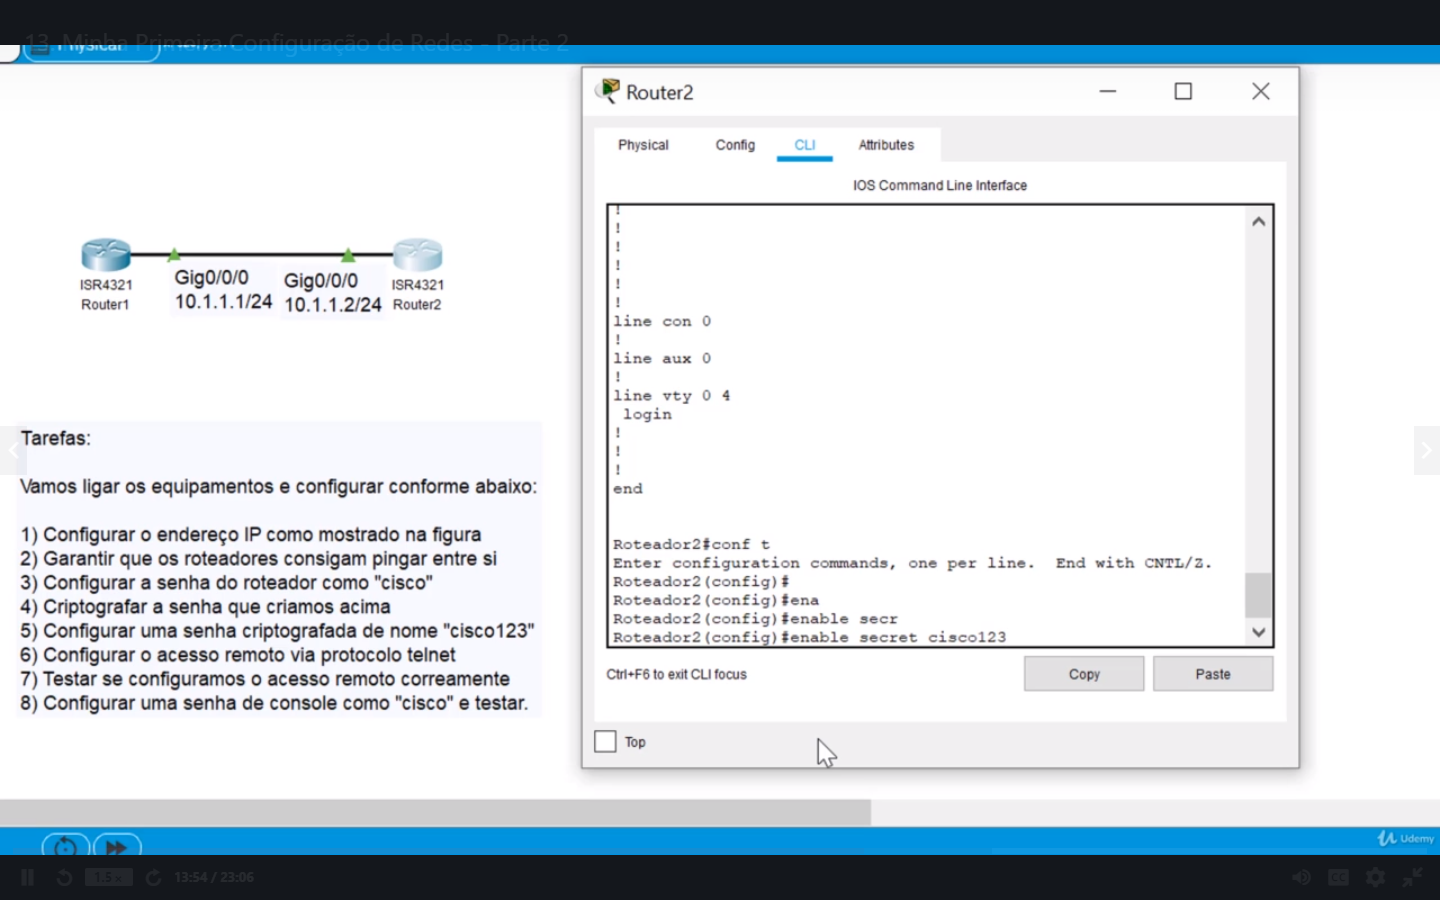 13. Minha Primeira Configuração de Redes - Parte 2
Physical
Router2
Physical Config CLI Attributes
IOS Command Line Interface
!
!
!
!
!
!
line con 0
!
line aux 0
!
line vty 0 4
login
!
!
!
end
Roteador2#conf t
Enter configuration commands, one per line. End with CNTL/Z.
Roteador2(config)#
Roteador2(config)#ena
Roteador2(config)#enable secr
Roteador2(config)#enable secret cisco123
Ctrl+F6 to exit CLI focus
Copy
Paste
Top
ISR4321
Router1
Gig0/0/0
10.1.1.1/24
Gig0/0/0
10.1.1.2/24
ISR4321
Router2
Tarefas:
Vamos ligar os equipamentos e configurar conforme abaixo:
1) Configurar o endereço IP como mostrado na figura
2) Garantir que os roteadores consigam pingar entre si
3) Configurar a senha do roteador como "cisco"
4) Criptografar a senha que criamos acima
5) Configurar uma senha criptografada de nome "cisco123"
6) Configurar o acesso remoto via protocolo telnet
7) Testar se configuramos o acesso remoto correamente
8) Configurar uma senha de console como "cisco" e testar.
Udemy
1.5x
13:54 / 23:06
CC